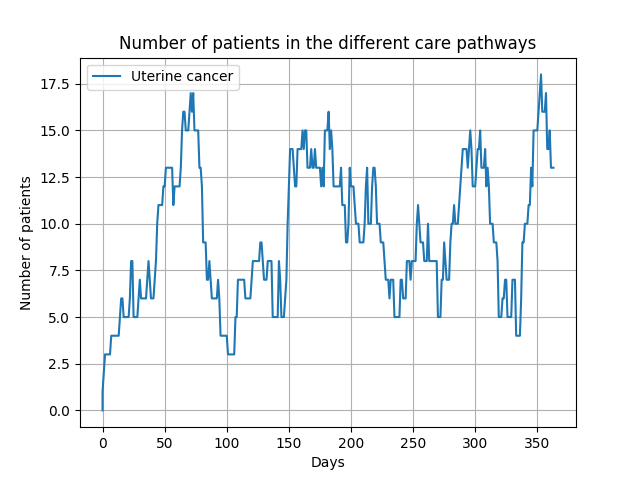 Number of patients in the different care pathways
Uterine cancer
Number of patients
17.5
15.0
12.5
10.0
7.5
5.0
2.5
0.0
0 50 100 150 200 250 300 350
Days